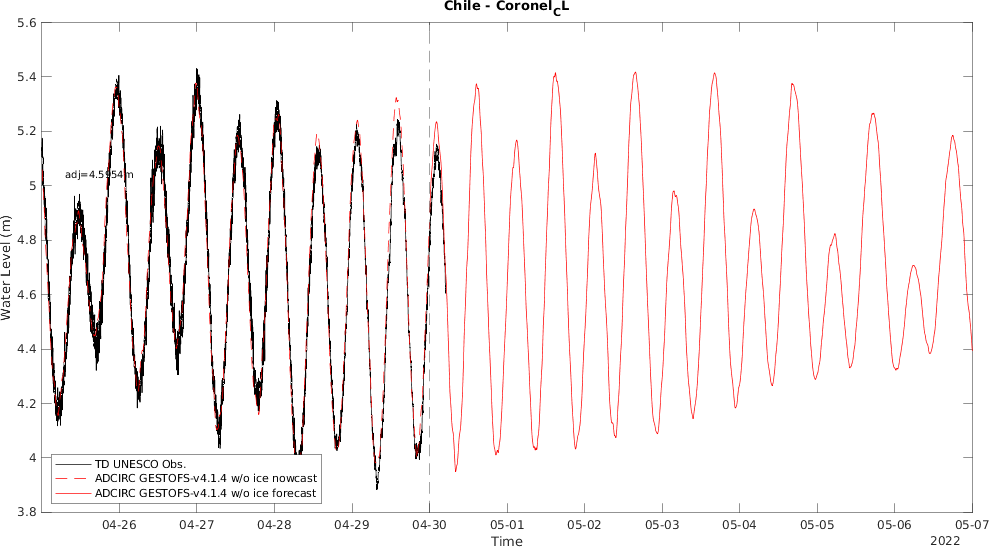 Chile - Coronel_CL
5.6
5.4
5.2
5
4.8
4.6
4.4
4.2
4
3.8
Water Level (m)
adj=4.5954m
TD UNESCO Obs.
ADCIRC GESTOFS-v4.1.4 w/o ice nowcast
ADCIRC GESTOFS-v4.1.4 w/o ice forecast
04-26 04-27 04-28 04-29 04-30 05-01 05-02 05-03 05-04 05-05 05-06 05-07
Time
2022